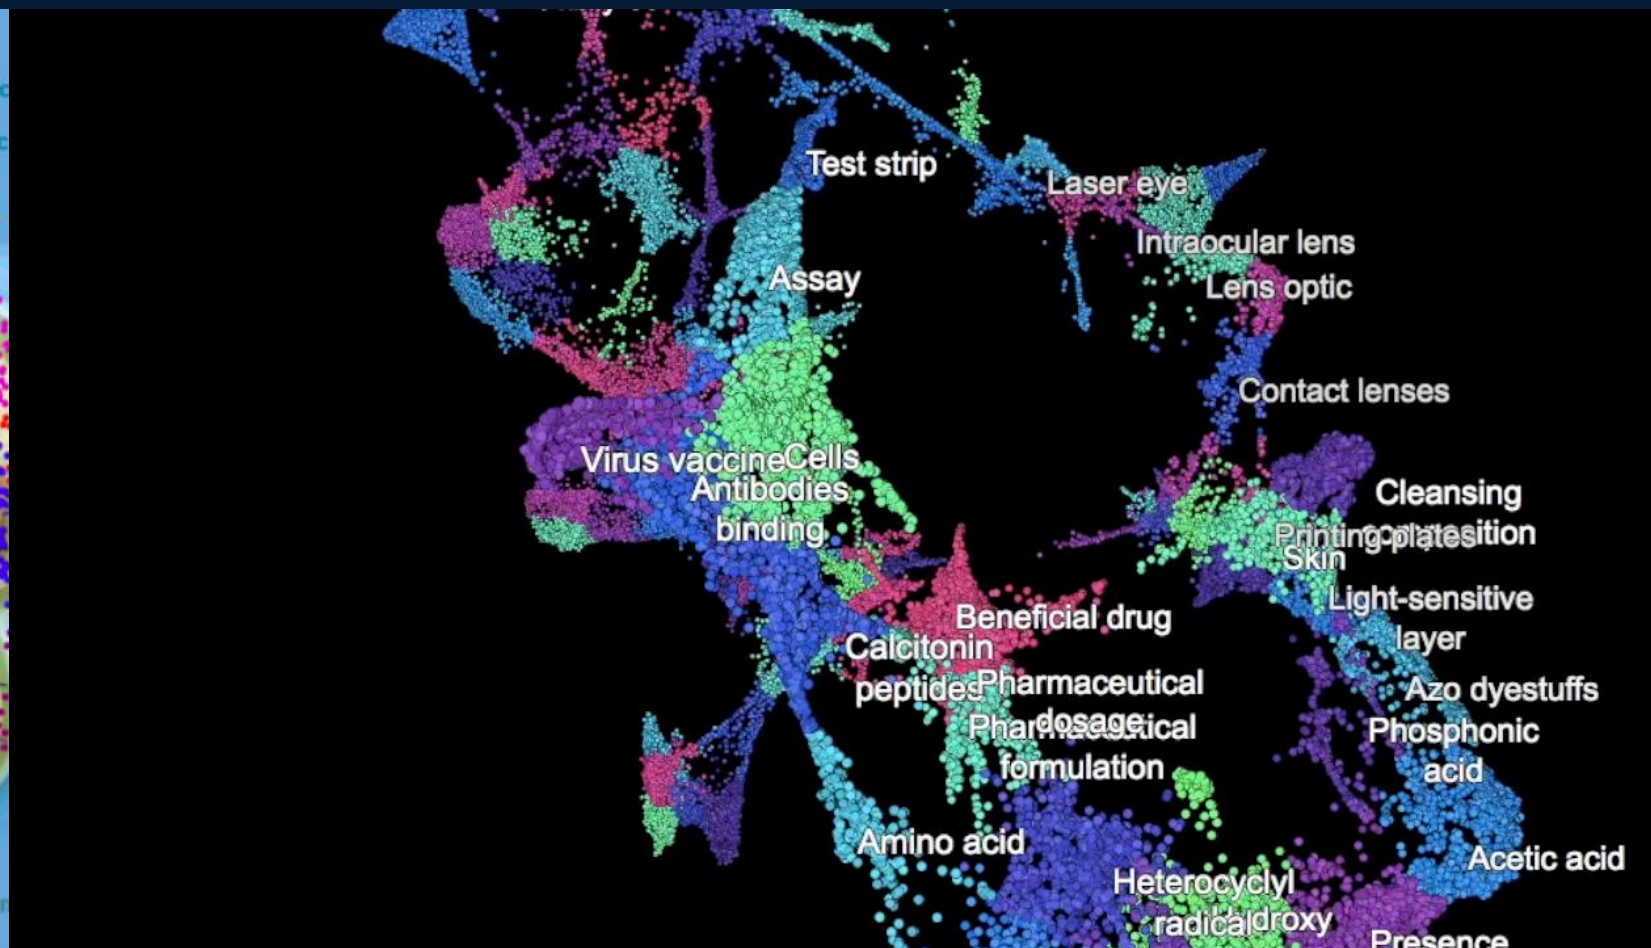 Test strip
Laser eye
Intraocular lens
Assay
Lens optic
Contact lenses
Virus vaccine
Cells
Antibodies
binding
Cleansing
composition
Printing plates
Skin
Light-sensitive
layer
Beneficial drug
Calcitonin
peptides
Pharmaceutical
dosage
Pharmaceutical
formulation
Azo dyestuffs
Phosphonic
acid
Amino acid
Acetic acid
Heterocyclyl
radical
Presence